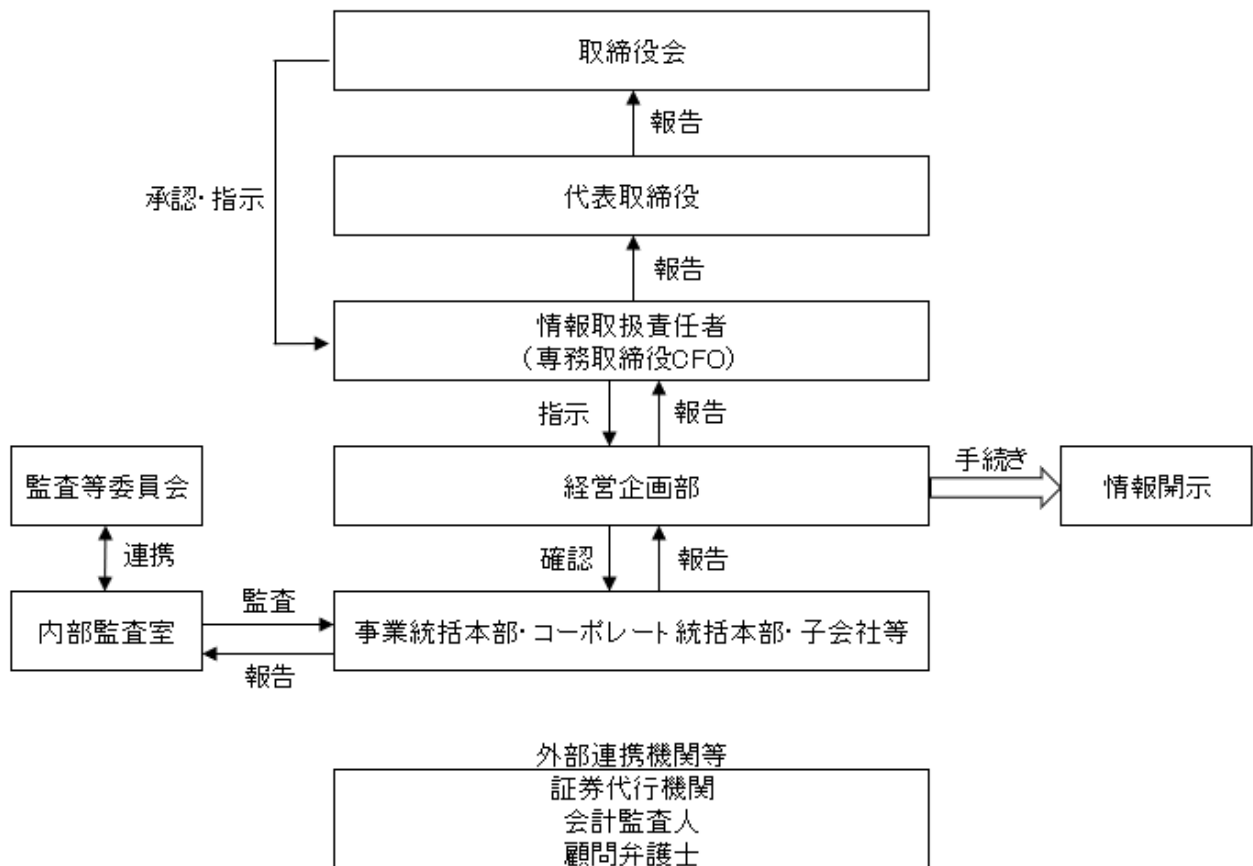 取締役会
報告
承認・指示
代表取締役
報告
情報取扱責任者
（専務取締役CFO）
指示
報告
監査等委員会
経営企画部
手続き
情報開示
連携
確認
報告
内部監査室
監査
報告
事業統括本部・コーポレート統括本部・子会社等
外部連携機関等
証券代行機関
会計監査人
顧問弁護士